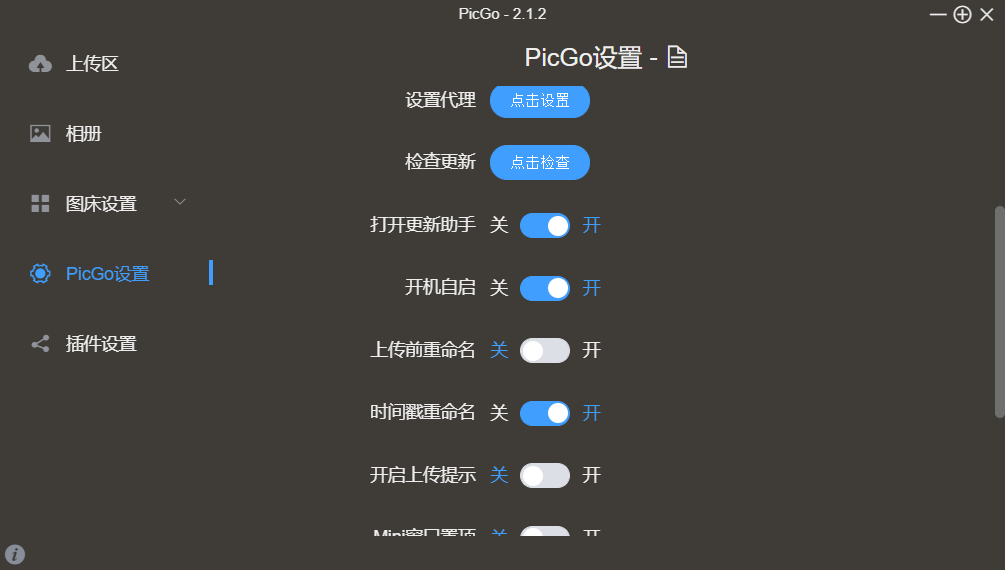 PicGo - 2.1.2
上传区
相册
图床设置
PicGo设置
插件设置
PicGo设置 -
设置代理 点击设置
检查更新 点击检查
打开更新助手 关 开
开机自启 关 开
上传前重命名 关 开
时间戳重命名 关 开
开启上传提示 关 开
Mini窗口置顶 关 开